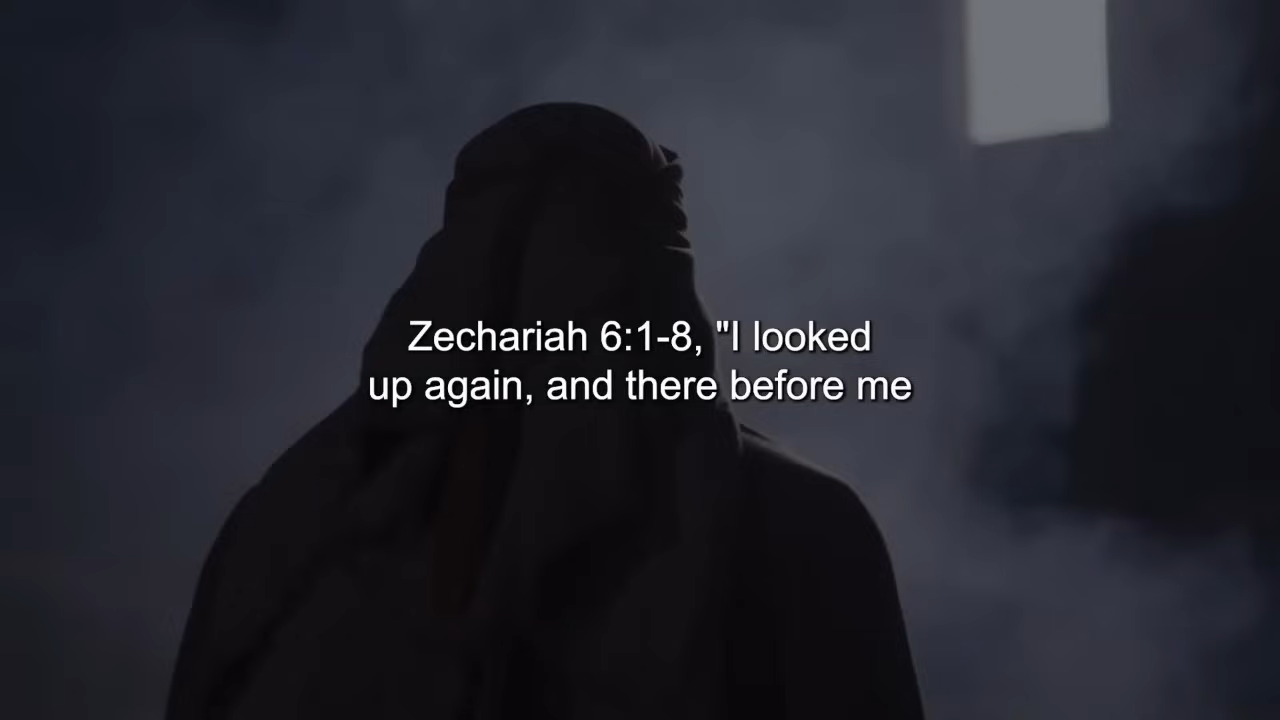 Zechariah 6:1-8, "I looked
up again, and there before me